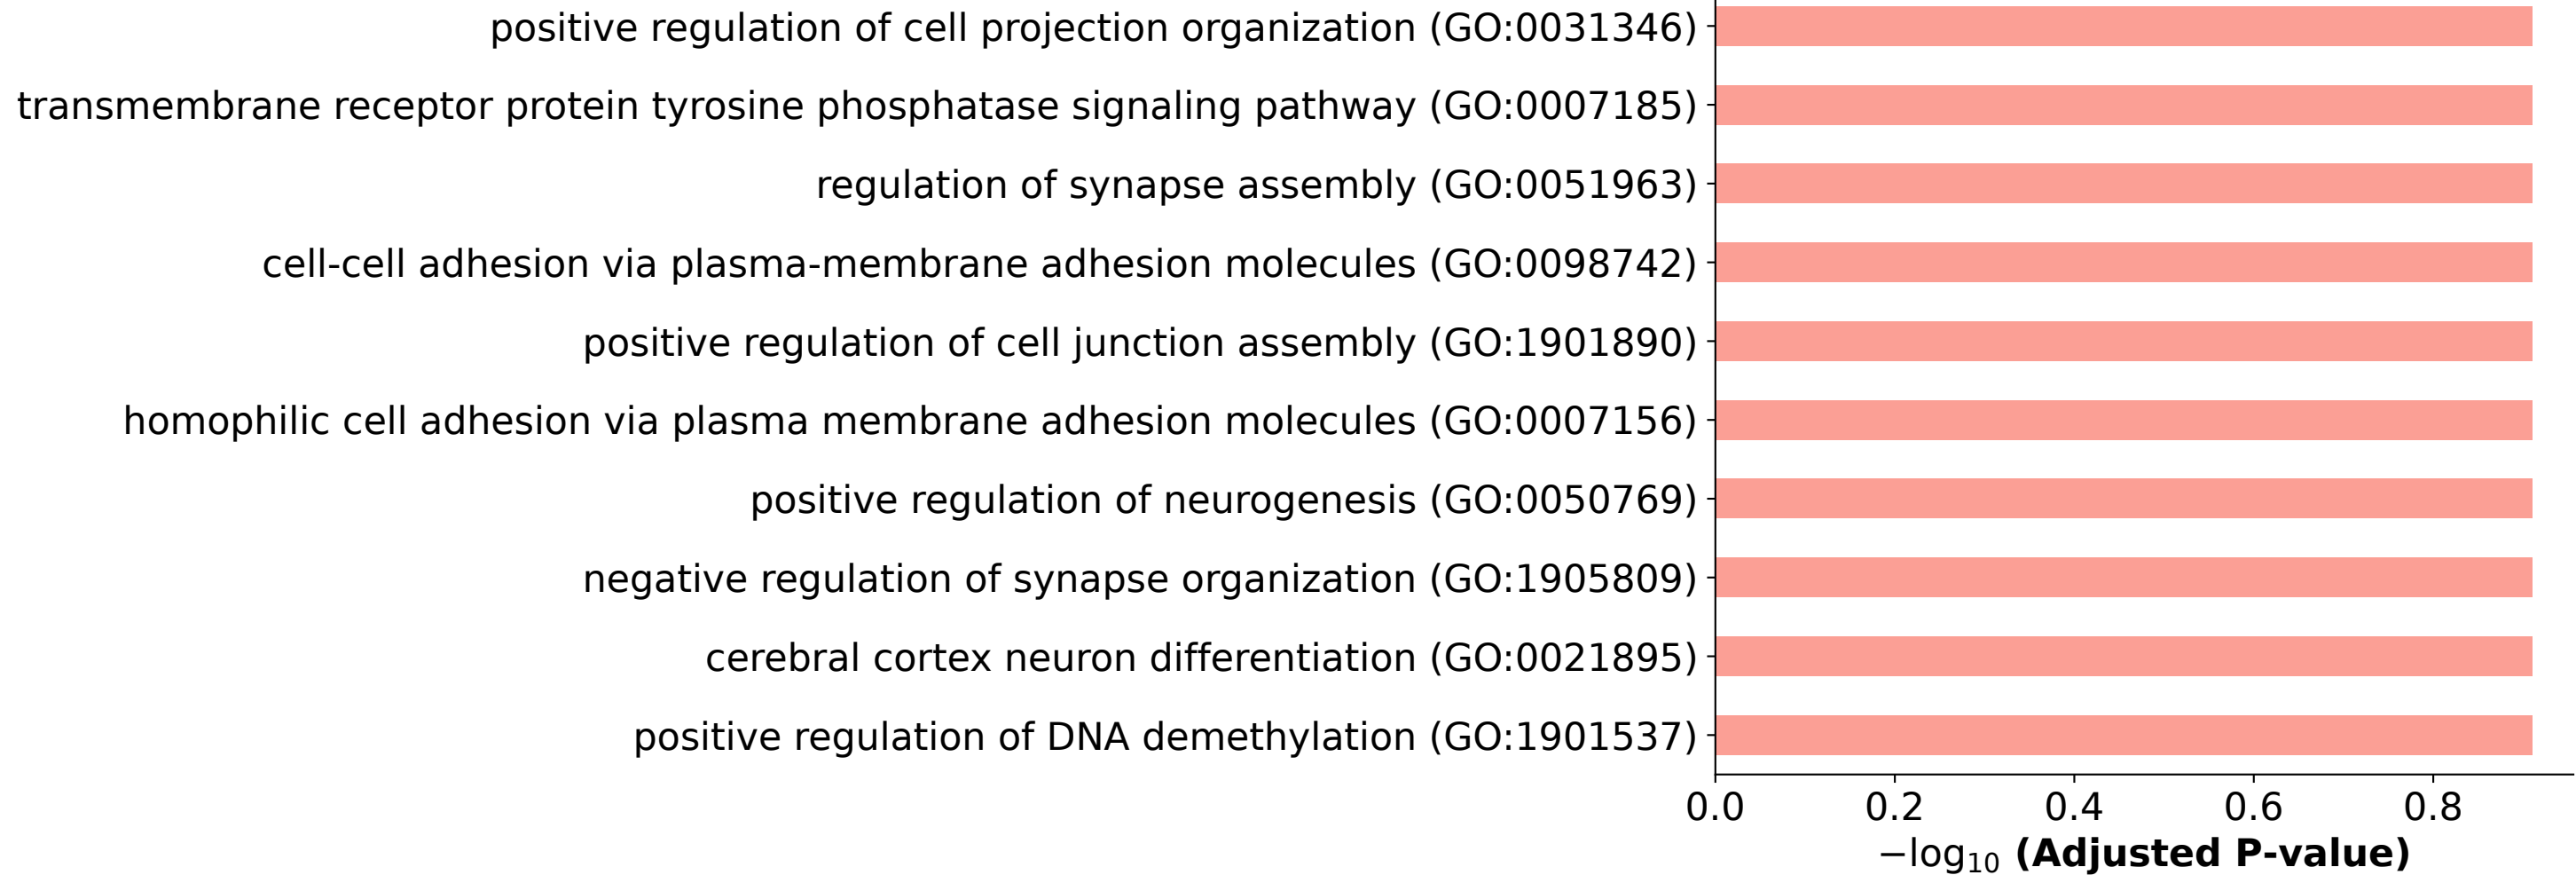 positive regulation of cell projection organization (GO:0031346)
transmembrane receptor protein tyrosine phosphatase signaling pathway (GO:0007185)
regulation of synapse assembly (GO:0051963)
cell-cell adhesion via plasma-membrane adhesion molecules (GO:0098742)
positive regulation of cell junction assembly (GO:1901890)
homophilic cell adhesion via plasma membrane adhesion molecules (GO:0007156)
positive regulation of neurogenesis (GO:0050769)
negative regulation of synapse organization (GO:1905809)
cerebral cortex neuron differentiation (GO:0021895)
positive regulation of DNA demethylation (GO:1901537)
0.0 0.2 0.4 0.6 0.8
−log₁₀ (Adjusted P-value)